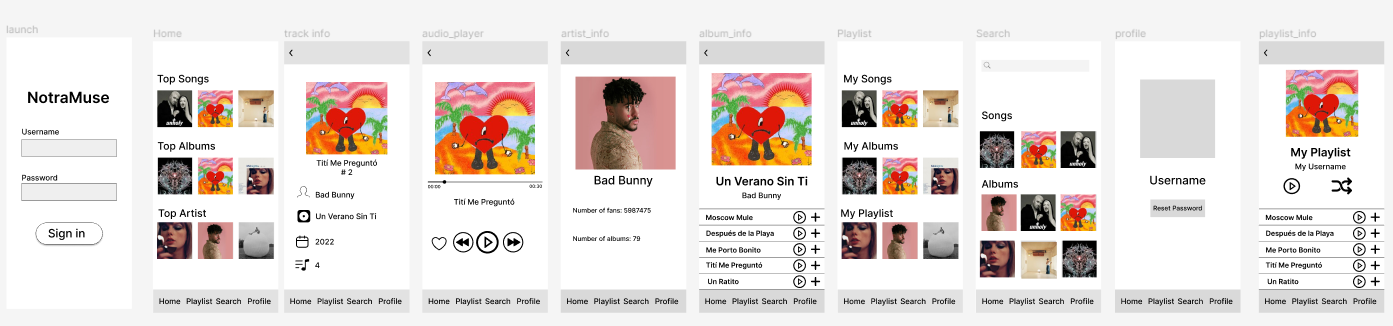 launch
NotraMuse
Username
Password
Sign in
Home
Top Songs
unholy
Top Albums
Top Artist
Home Playlist Search Profile
track info
<
Tití Me Preguntó
# 2
Bad Bunny
Un Verano Sin Ti
2022
4
Home Playlist Search Profile
audio_player
<
00:00 00:30
Tití Me Preguntó
Home Playlist Search Profile
artist_info
<
Bad Bunny
Number of fans: 5987475
Number of albums: 79
Home Playlist Search Profile
album_info
<
Un Verano Sin Ti
Bad Bunny
Moscow Mule
Después de la Playa
Me Porto Bonito
Tití Me Preguntó
Un Ratito
Home Playlist Search Profile
Playlist
My Songs
unholy
My Albums
My Playlist
Home Playlist Search Profile
Search
Songs
unholy
Albums
Home Playlist Search Profile
profile
Username
Reset Password
Home Playlist Search Profile
playlist_info
<
My Playlist
My Username
Moscow Mule
Después de la Playa
Me Porto Bonito
Tití Me Preguntó
Un Ratito
Home Playlist Search Profile